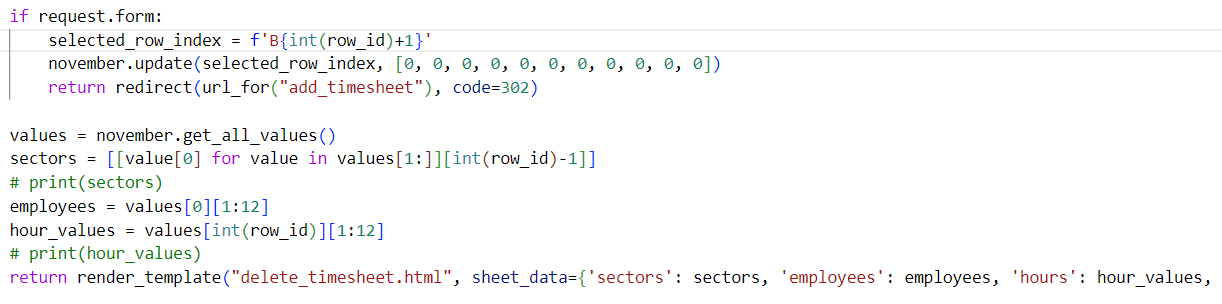 if request.form:
    selected_row_index = f'B{int(row_id)+1}'
    november.update(selected_row_index, [0, 0, 0, 0, 0, 0, 0, 0, 0, 0, 0])
    return redirect(url_for("add_timesheet"), code=302)

values = november.get_all_values()
sectors = [[value[0] for value in values[1:]][int(row_id)-1]]
# print(sectors)
employees = values[0][1:12]
hour_values = values[int(row_id)][1:12]
# print(hour_values)
return render_template("delete_timesheet.html", sheet_data={'sectors': sectors, 'employees': employees, 'hours': hour_values,